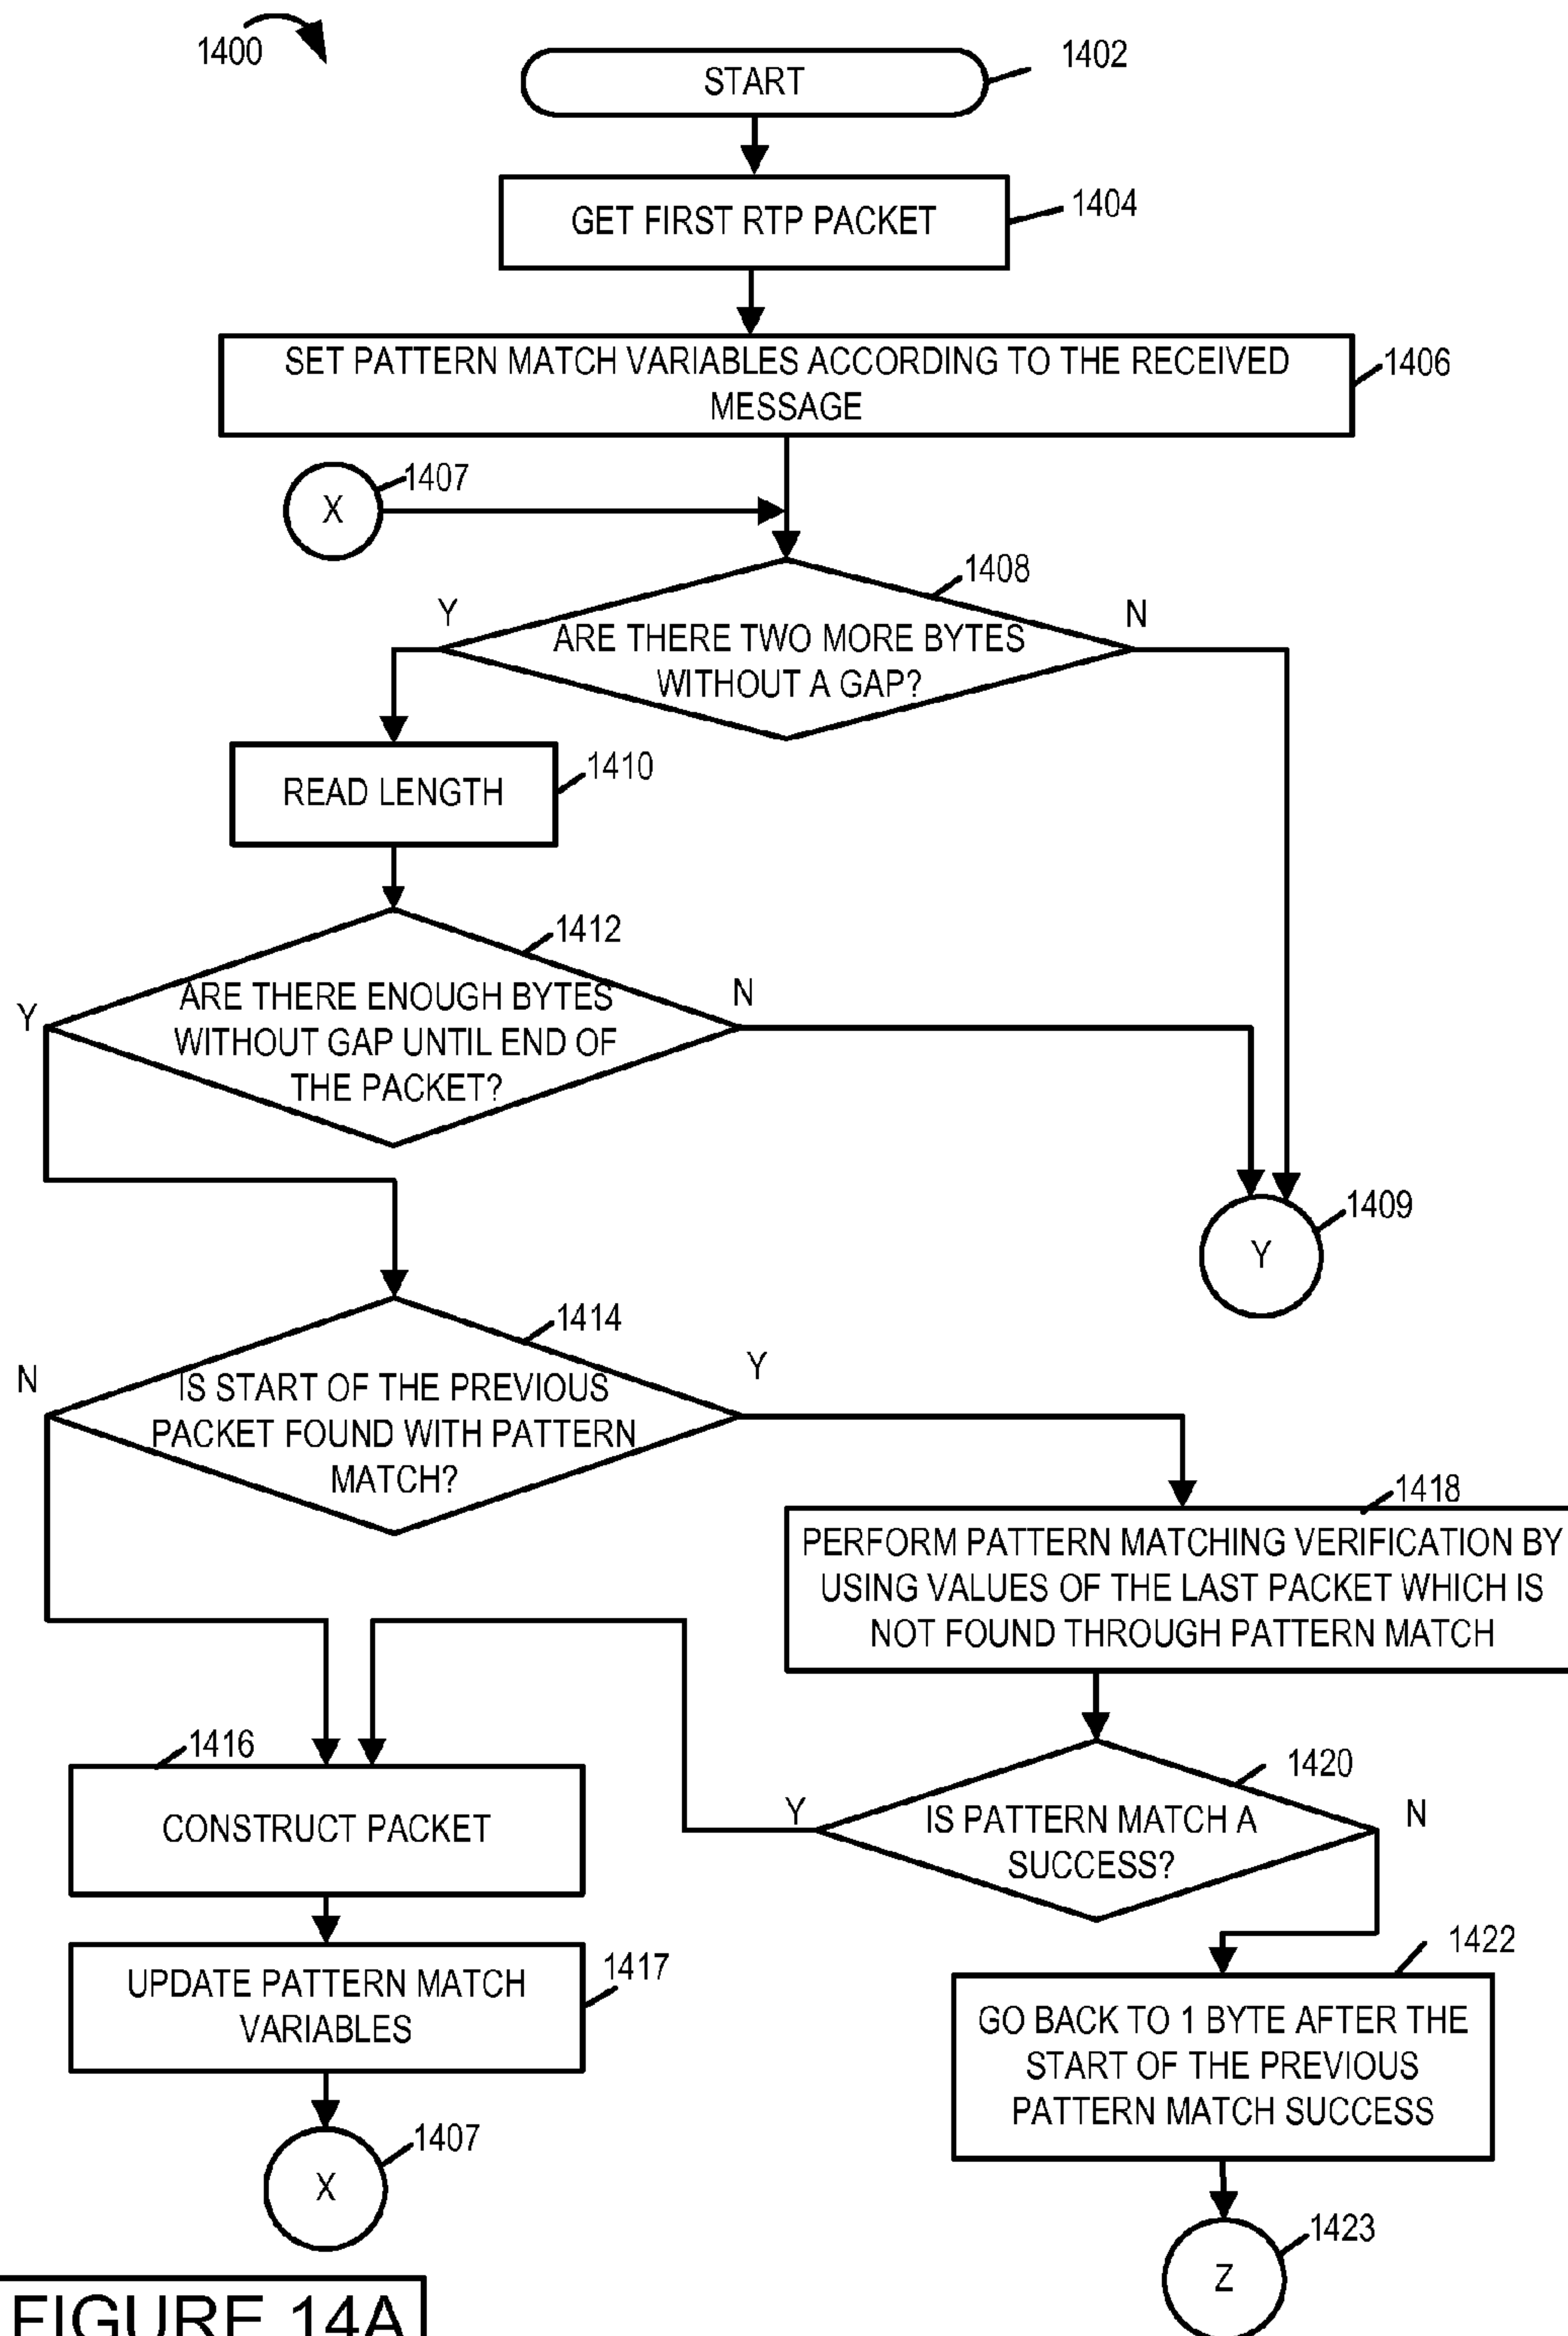 1400
START
1402
GET FIRST RTP PACKET
1404
SET PATTERN MATCH VARIABLES ACCORDING TO THE RECEIVED
MESSAGE
1406
X
1407
1408
Y
N
ARE THERE TWO MORE BYTES
WITHOUT A GAP?
READ LENGTH
1410
1412
Y
N
ARE THERE ENOUGH BYTES
WITHOUT GAP UNTIL END OF
THE PACKET?
1409
Y
1414
N
Y
IS START OF THE PREVIOUS
PACKET FOUND WITH PATTERN
MATCH?
1418
PERFORM PATTERN MATCHING VERIFICATION BY
USING VALUES OF THE LAST PACKET WHICH IS
NOT FOUND THROUGH PATTERN MATCH
1416
CONSTRUCT PACKET
1420
Y
N
IS PATTERN MATCH A
SUCCESS?
UPDATE PATTERN MATCH
VARIABLES
1417
1422
GO BACK TO 1 BYTE AFTER THE
START OF THE PREVIOUS
PATTERN MATCH SUCCESS
1407
X
1423
Z
FIGURE 14A